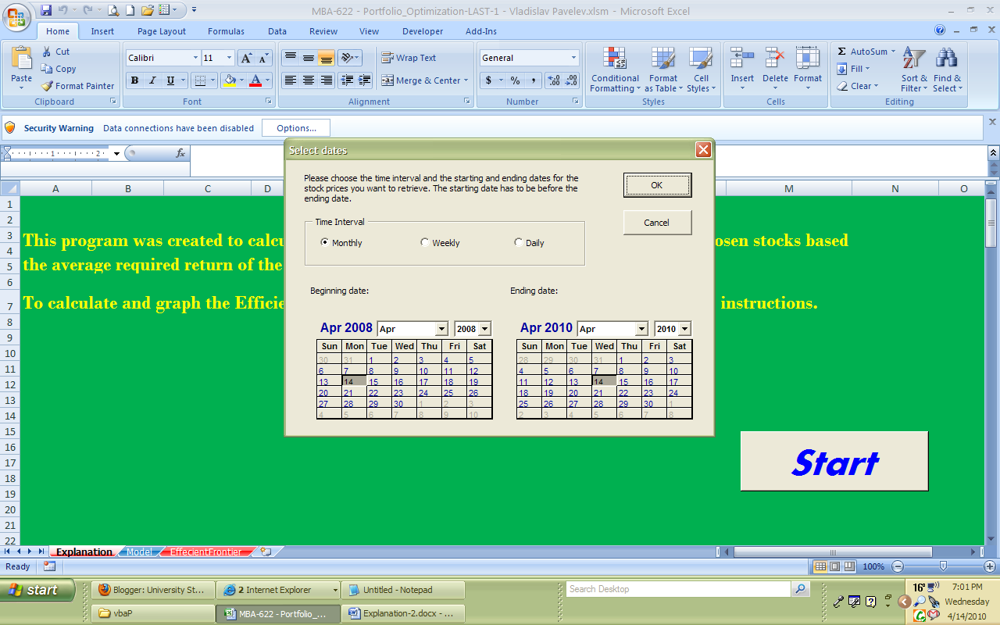 MBA-622 - Portfolio_Optimization-LAST-1 - Vladislav Pavelev.xlsm - Microsoft Excel
Home Insert Page Layout Formulas Data Review View Developer Add-Ins
Paste
Cut
Copy
Format Painter
Clipboard
Calibri 11
B I U
Font
Wrap Text
Merge & Center
Alignment
General
$ % ,
Number
Conditional Formatting
Format as Table
Cell Styles
Styles
Insert Delete Format
Cells
Σ AutoSum
Fill
Clear
Sort & Filter
Find & Select
Editing
Security Warning Data connections have been disabled Options...
1 2
fx
A B C D M N O
1
2
3
4
5
6
7
8
9
10
11
12
13
14
15
16
17
18
19
20
21
22
This program was created to calcu
osen stocks based
the average required return of the
To calculate and graph the Efficie
instructions.
Select dates
Please choose the time interval and the starting and ending dates for the
stock prices you want to retrieve. The starting date has to be before the
ending date.
OK
Cancel
Time Interval
Monthly Weekly Daily
Beginning date:
Apr 2008 Apr 2008
Sun Mon Tue Wed Thu Fri Sat
30 31 1 2 3 4 5
6 7 8 9 10 11 12
13 14 15 16 17 18 19
20 21 22 23 24 25 26
27 28 29 30 1 2 3
4 5 6 7 8 9 10
Ending date:
Apr 2010 Apr 2010
Sun Mon Tue Wed Thu Fri Sat
28 29 30 31 1 2 3
4 5 6 7 8 9 10
11 12 13 14 15 16 17
18 19 20 21 22 23 24
25 26 27 28 29 30 1
2 3 4 5 6 7 8
Start
Explanation Model EffecientFrontier
Ready
100%
start
Blogger: University St...
2 Internet Explorer
Untitled - Notepad
Search Desktop
vbaP
MBA-622 - Portfolio_...
Explanation-2.docx - ...
16°
7:01 PM
Wednesday
4/14/2010